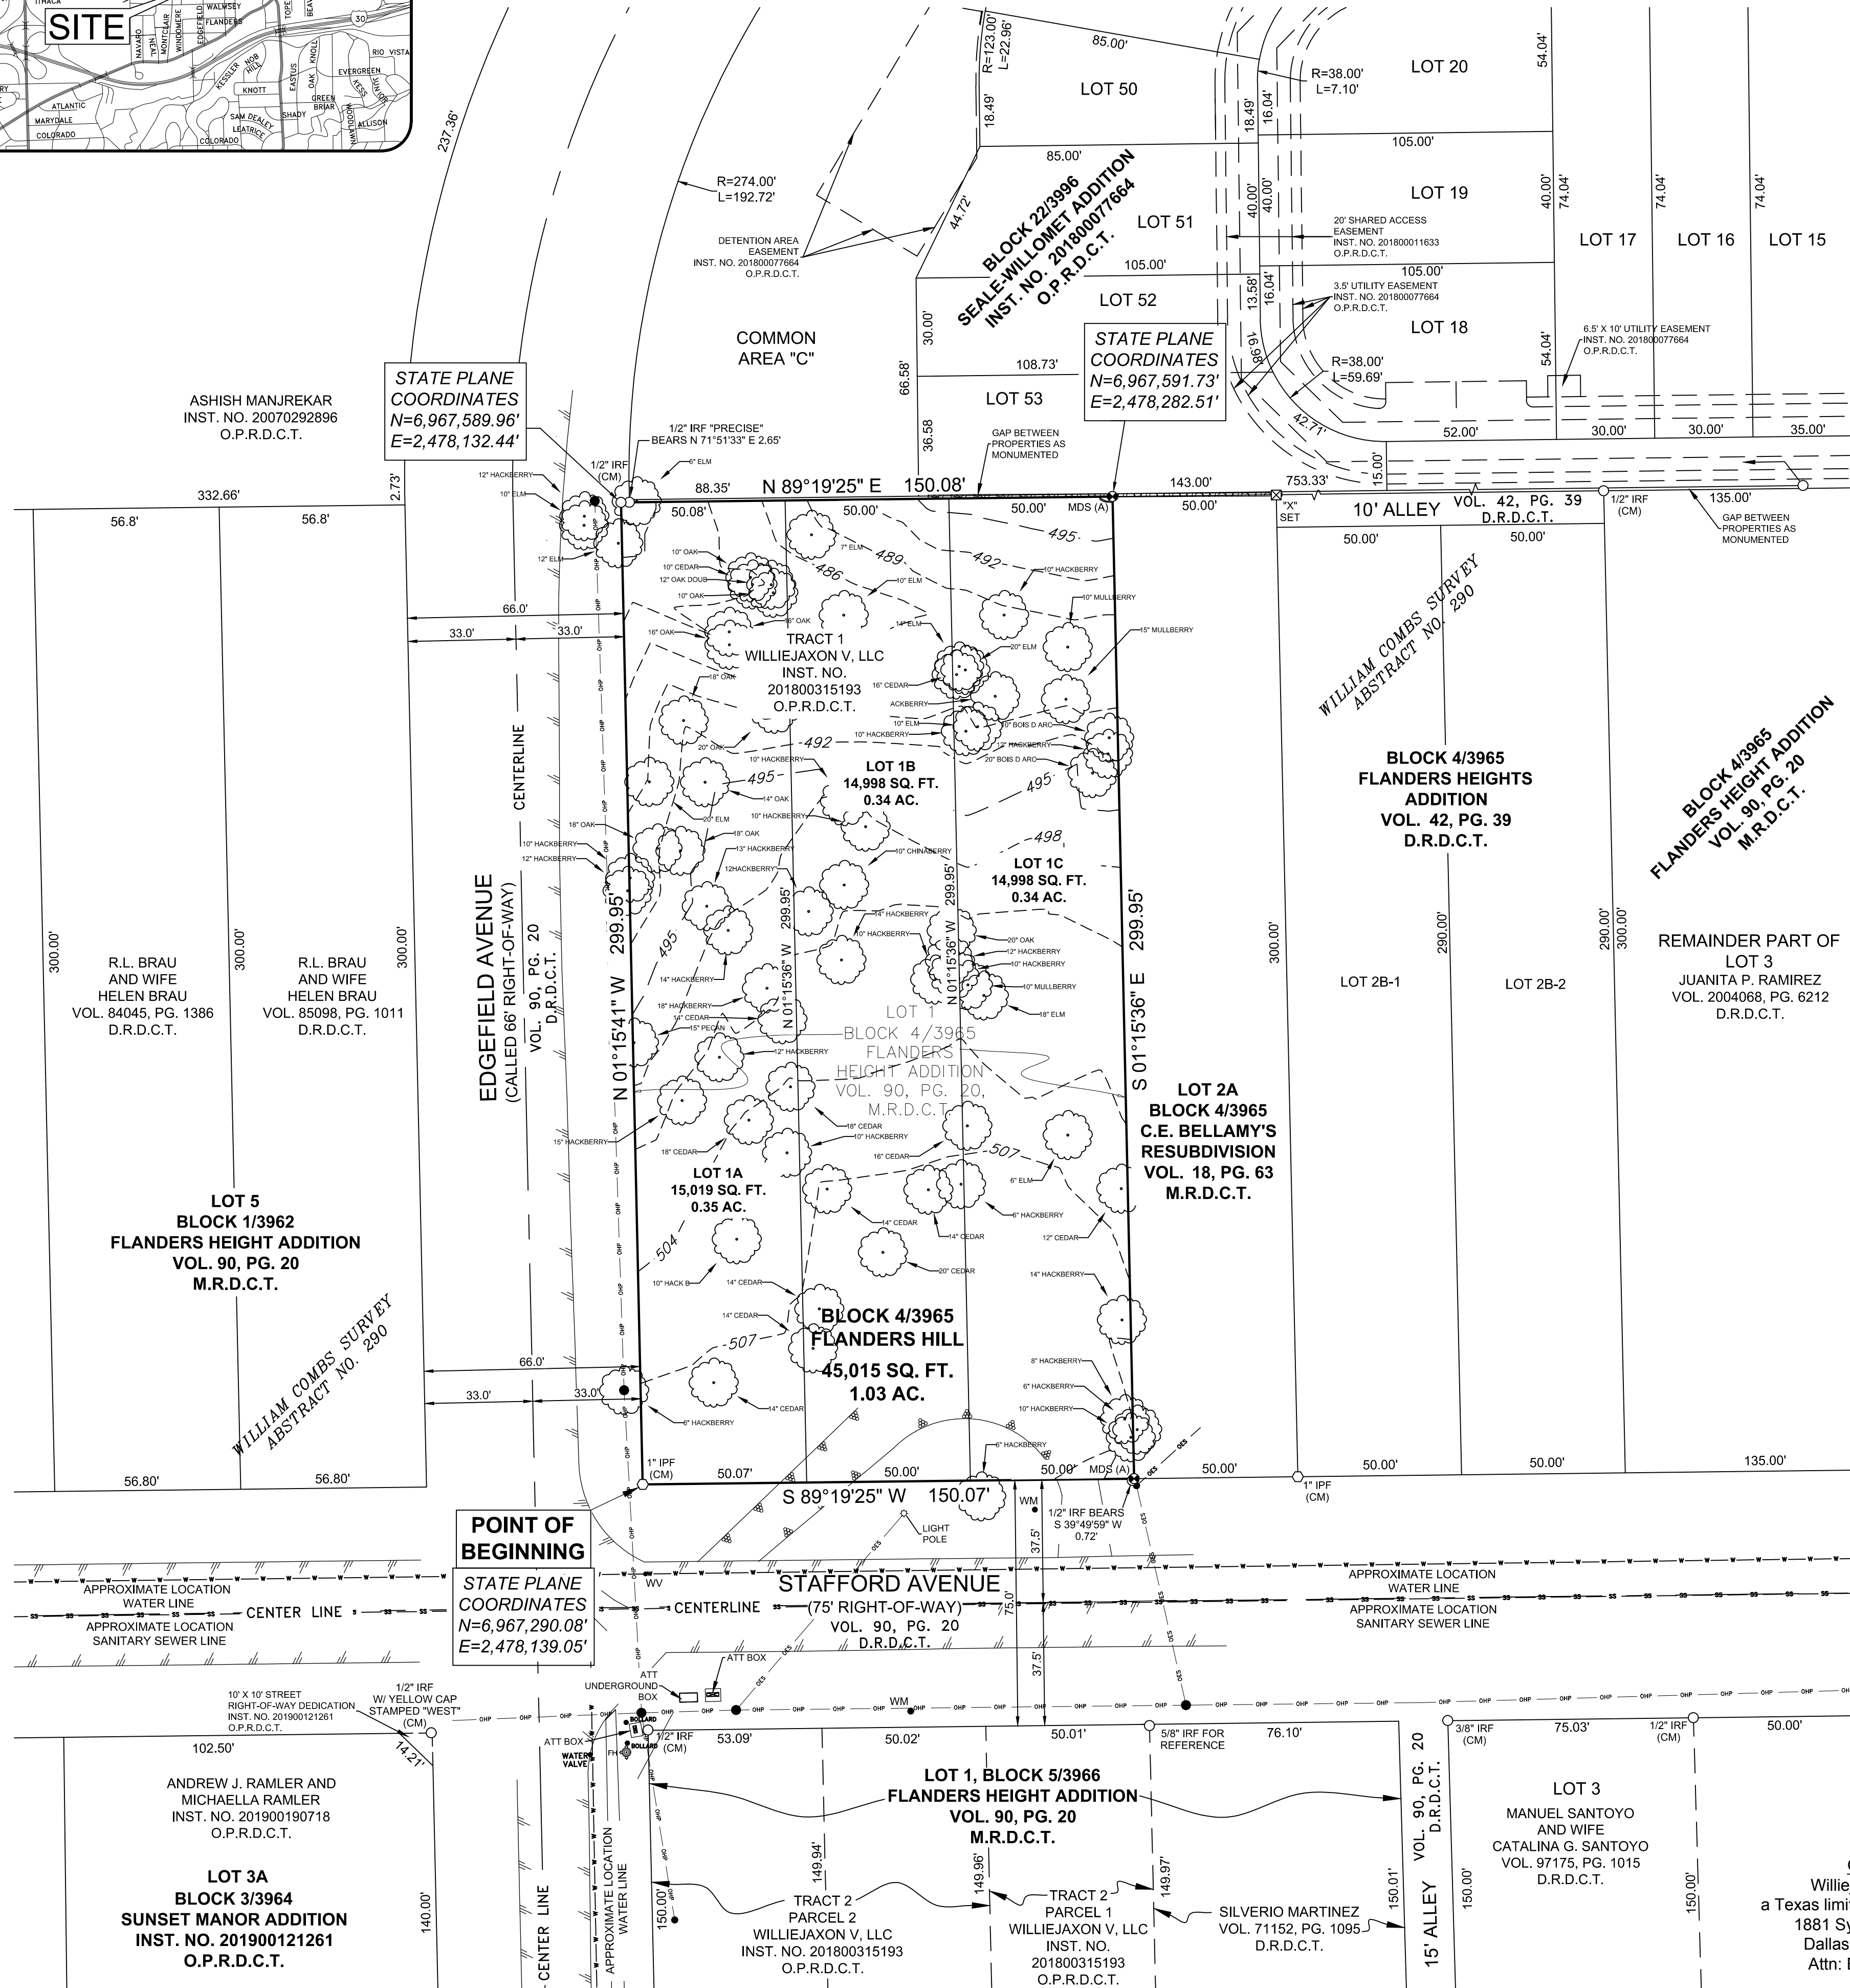 ITHACA
SITE
NAVARO
NEAL
MONTCLAIR
WINDOMERE
EDGEFIELD
WALMSEY
FLANDERS
30
KESSLER
NOB
HILL
KNOTT
EASTUS
OAK
KNOLL
RIO VISTA
EVERGREEN
KESS
JUNIOR
GREEN
BRIAR
WOODLAWN
ALLISON
ATLANTIC
MARYDALE
COLORADO
SAM DEALEY
LEATRICE
SHADY
COLORADO
237.36'
R=274.00'
L=192.72'
DETENTION AREA
EASEMENT
INST. NO. 201800077664
O.P.R.D.C.T.
R=123.00'
L=22.96'
85.00'
LOT 50
18.49'
85.00'
44.72'
BLOCK 22/3996
SEALE-WILLOMET ADDITION
INST. NO. 201800077664
O.P.R.D.C.T.
LOT 51
105.00'
LOT 52
30.00'
66.58'
108.73'
LOT 53
36.58
COMMON
AREA "C"
R=38.00'
L=7.10'
18.49'
16.04'
LOT 20
54.04'
105.00'
LOT 19
40.00'
40.00'
40.00'
74.04'
74.04'
74.04'
20' SHARED ACCESS
EASEMENT
INST. NO. 201800011633
O.P.R.D.C.T.
LOT 17
LOT 16
LOT 15
105.00'
13.58'
16.04'
3.5' UTILITY EASEMENT
INST. NO. 201800077664
O.P.R.D.C.T.
LOT 18
54.04'
16.98'
R=38.00'
L=59.69'
6.5' X 10' UTILITY EASEMENT
INST. NO. 201800077664
O.P.R.D.C.T.
42.71'
52.00'
30.00'
30.00'
35.00'
15.00'
STATE PLANE
COORDINATES
N=6,967,591.73'
E=2,478,282.51'
STATE PLANE
COORDINATES
N=6,967,589.96'
E=2,478,132.44'
ASHISH MANJREKAR
INST. NO. 20070292896
O.P.R.D.C.T.
1/2" IRF "PRECISE"
BEARS N 71°51'33" E 2.65'
GAP BETWEEN
PROPERTIES AS
MONUMENTED
1/2" IRF
(CM)
6" ELM
12" HACKBERRY
10" ELM
12" ELM
332.66'
2.73'
56.8'
56.8'
88.35'
N 89°19'25" E 150.08'
143.00'
753.33'
50.08'
50.00'
50.00'
MDS (A)
50.00'
"X"
SET
10' ALLEY
VOL. 42, PG. 39
D.R.D.C.T.
1/2" IRF
(CM)
135.00'
GAP BETWEEN
PROPERTIES AS
MONUMENTED
50.00'
50.00'
495
492
489
486
7" ELM
10" OAK
10" CEDAR
12" OAK DOUB
10" OAK
10" ELM
10" HACKBERRY
10" MULLBERRY
15" MULLBERRY
66.0'
33.0'
33.0'
16" OAK
16" OAK
14" ELM
20" ELM
TRACT 1
WILLIEJAXON V, LLC
INST. NO.
201800315193
O.P.R.D.C.T.
18" OAK
16" CEDAR
ACKBERRY
10" ELM
10" HACKBERRY
10" BOIS D ARC
12" HACKBERRY
20" BOIS D ARC
20" OAK
492
495
495
498
10" HACKBERRY
LOT 1B
14,998 SQ. FT.
0.34 AC.
14" OAK
20" ELM
10" HACKBERRY
18" OAK
18" OAK
10" HACKBERRY
12" HACKBERRY
13" HACKKBERRY
12HACKBERRY
10" CHINABERRY
LOT 1C
14,998 SQ. FT.
0.34 AC.
WILLIAM COMBS SURVEY
ABSTRACT NO. 290
BLOCK 4/3965
FLANDERS HEIGHTS
ADDITION
VOL. 42, PG. 39
D.R.D.C.T.
BLOCK 4/3965
FLANDERS HEIGHT ADDITION
VOL. 90, PG. 20
M.R.D.C.T.
CENTERLINE
EDGEFIELD AVENUE
(CALLED 66' RIGHT-OF-WAY)
VOL. 90, PG. 20
D.R.D.C.T.
N 01°15'41" W 299.95'
N 01°15'36" W 299.95'
N 01°15'36" W 299.95'
S 01°15'36" E 299.95'
495
14" HACKBERRY
10" HACKBERRY
20" OAK
12" HACKBERRY
10" HACKBERRY
10" MULLBERRY
18" ELM
14" HACKBERRY
18" HACKBERRY
14" CEDAR
15" PECAN
12" HACKBERRY
300.00'
300.00'
300.00'
R.L. BRAU
AND WIFE
HELEN BRAU
VOL. 84045, PG. 1386
D.R.D.C.T.
R.L. BRAU
AND WIFE
HELEN BRAU
VOL. 85098, PG. 1011
D.R.D.C.T.
300.00'
290.00'
290.00'
300.00'
LOT 2B-1
LOT 2B-2
REMAINDER PART OF
LOT 3
JUANITA P. RAMIREZ
VOL. 2004068, PG. 6212
D.R.D.C.T.
LOT 1
BLOCK 4/3965
FLANDERS
HEIGHT ADDITION
VOL. 90, PG. 20,
M.R.D.C.T.
LOT 2A
BLOCK 4/3965
C.E. BELLAMY'S
RESUBDIVISION
VOL. 18, PG. 63
M.R.D.C.T.
15" HACKBERRY
18" CEDAR
18" CEDAR
10" HACKBERRY
16" CEDAR
507
6" ELM
LOT 1A
15,019 SQ. FT.
0.35 AC.
14" CEDAR
14" CEDAR
6" HACKBERRY
12" CEDAR
504
10" HACK B
20" CEDAR
14" CEDAR
14" CEDAR
14" HACKBERRY
507
LOT 5
BLOCK 1/3962
FLANDERS HEIGHT ADDITION
VOL. 90, PG. 20
M.R.D.C.T.
WILLIAM COMBS SURVEY
ABSTRACT NO. 290
BLOCK 4/3965
FLANDERS HILL
45,015 SQ. FT.
1.03 AC.
66.0'
33.0'
33.0'
14" CEDAR
6" HACKBERRY
8" HACKBERRY
6" HACKBERRY
10" HACKBERRY
6" HACKBERRY
56.80'
56.80'
1" IPF
(CM)
50.07'
50.00'
50.00'
MDS (A)
50.00'
1" IPF
(CM)
50.00'
50.00'
135.00'
S 89°19'25" W 150.07'
WM
1/2" IRF BEARS
S 39°49'59" W
0.72'
LIGHT
POLE
37.5'
75.0'
37.5'
OES
POINT OF
BEGINNING
STATE PLANE
COORDINATES
N=6,967,290.08'
E=2,478,139.05'
APPROXIMATE LOCATION
WATER LINE
CENTER LINE
APPROXIMATE LOCATION
SANITARY SEWER LINE
WV
CENTERLINE
STAFFORD AVENUE
(75' RIGHT-OF-WAY)
VOL. 90, PG. 20
D.R.D.C.T.
APPROXIMATE LOCATION
WATER LINE
APPROXIMATE LOCATION
SANITARY SEWER LINE
ATT BOX
ATT
UNDERGROUND
BOX
WM
OHP
10' X 10' STREET
RIGHT-OF-WAY DEDICATION
INST. NO. 201900121261
O.P.R.D.C.T.
1/2" IRF
W/ YELLOW CAP
STAMPED "WEST"
(CM)
102.50'
14.21'
BOLLARD
ATT BOX
BOLLARD
FH
WATER
VALVE
1/2" IRF
(CM)
53.09'
50.02'
50.01'
5/8" IRF FOR
REFERENCE
76.10'
3/8" IRF
(CM)
75.03'
1/2" IRF
(CM)
50.00'
ANDREW J. RAMLER AND
MICHAELLA RAMLER
INST. NO. 201900190718
O.P.R.D.C.T.
LOT 3A
BLOCK 3/3964
SUNSET MANOR ADDITION
INST. NO. 201900121261
O.P.R.D.C.T.
140.00'
CENTER LINE
APPROXIMATE LOCATION
WATER LINE
150.00'
LOT 1, BLOCK 5/3966
FLANDERS HEIGHT ADDITION
VOL. 90, PG. 20
M.R.D.C.T.
149.94'
149.96'
149.97'
TRACT 2
PARCEL 2
WILLIEJAXON V, LLC
INST. NO. 201800315193
O.P.R.D.C.T.
TRACT 2
PARCEL 1
WILLIEJAXON V, LLC
INST. NO.
201800315193
O.P.R.D.C.T.
SILVERIO MARTINEZ
VOL. 71152, PG. 1095
D.R.D.C.T.
150.01'
15' ALLEY
VOL. 90, PG. 20
D.R.D.C.T.
150.00'
150.00'
LOT 3
MANUEL SANTOYO
AND WIFE
CATALINA G. SANTOYO
VOL. 97175, PG. 1015
D.R.D.C.T.
Willie
a Texas limit
1881 Sy
Dallas
Attn: